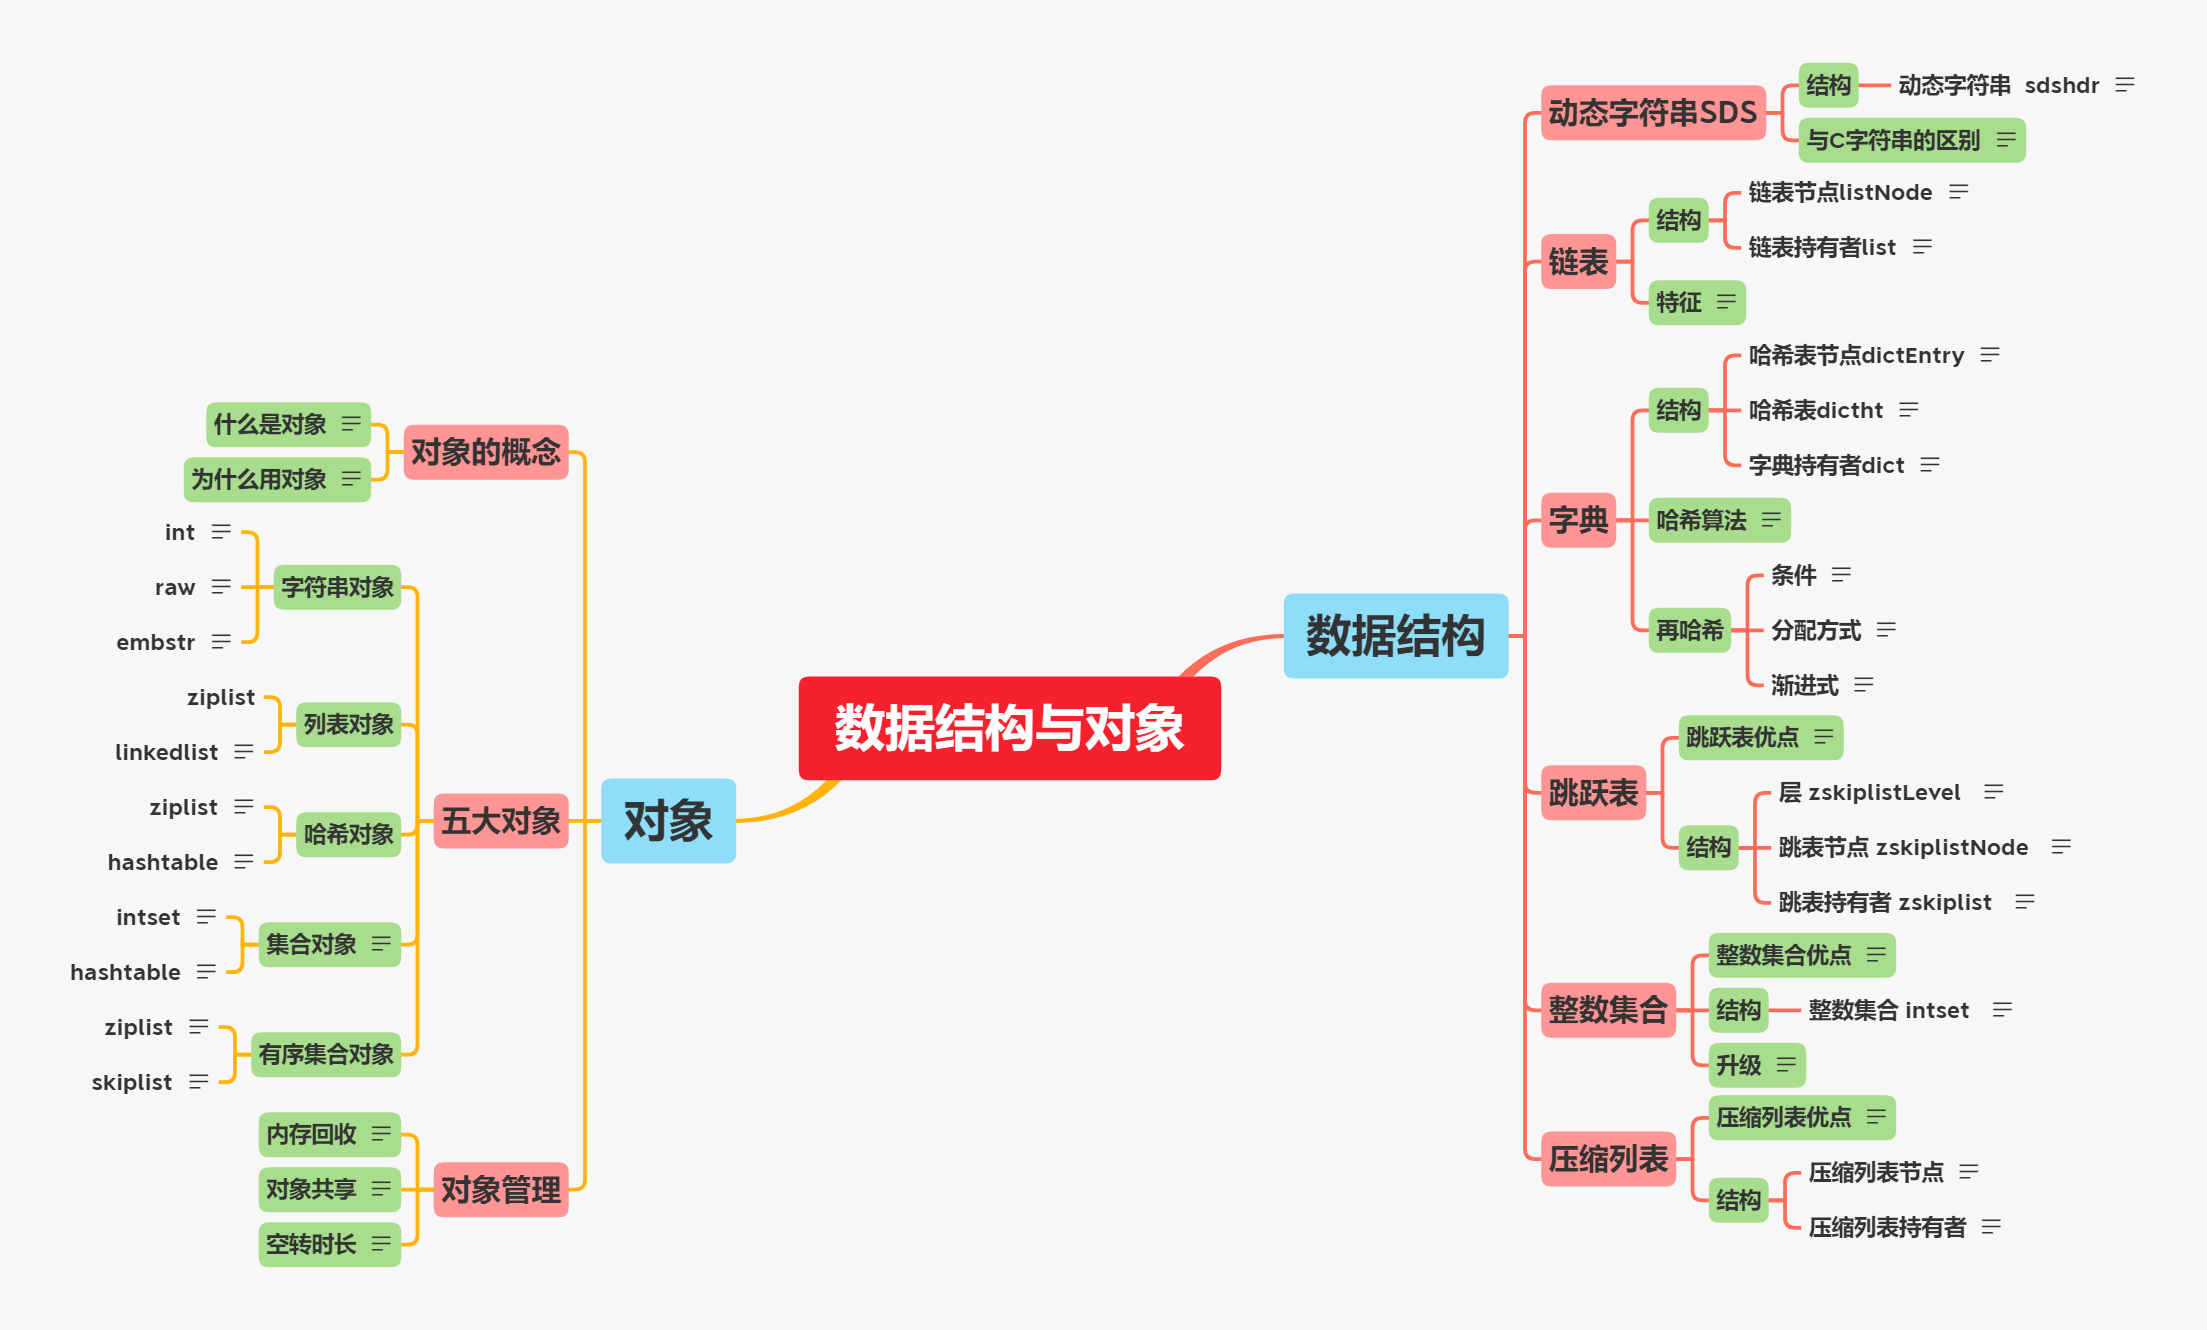 数据结构与对象
数据结构
动态字符串SDS
结构
动态字符串 sdshdr
与C字符串的区别
链表
结构
链表节点listNode
链表持有者list
特征
字典
结构
哈希表节点dictEntry
哈希表dictht
字典持有者dict
哈希算法
再哈希
条件
分配方式
渐进式
跳跃表
跳跃表优点
结构
层 zskiplistLevel
跳表节点 zskiplistNode
跳表持有者 zskiplist
整数集合
整数集合优点
结构
整数集合 intset
升级
压缩列表
压缩列表优点
结构
压缩列表节点
压缩列表持有者
对象
对象的概念
什么是对象
为什么用对象
五大对象
字符串对象
int
raw
embstr
列表对象
ziplist
linkedlist
哈希对象
ziplist
hashtable
集合对象
intset
hashtable
有序集合对象
ziplist
skiplist
对象管理
内存回收
对象共享
空转时长